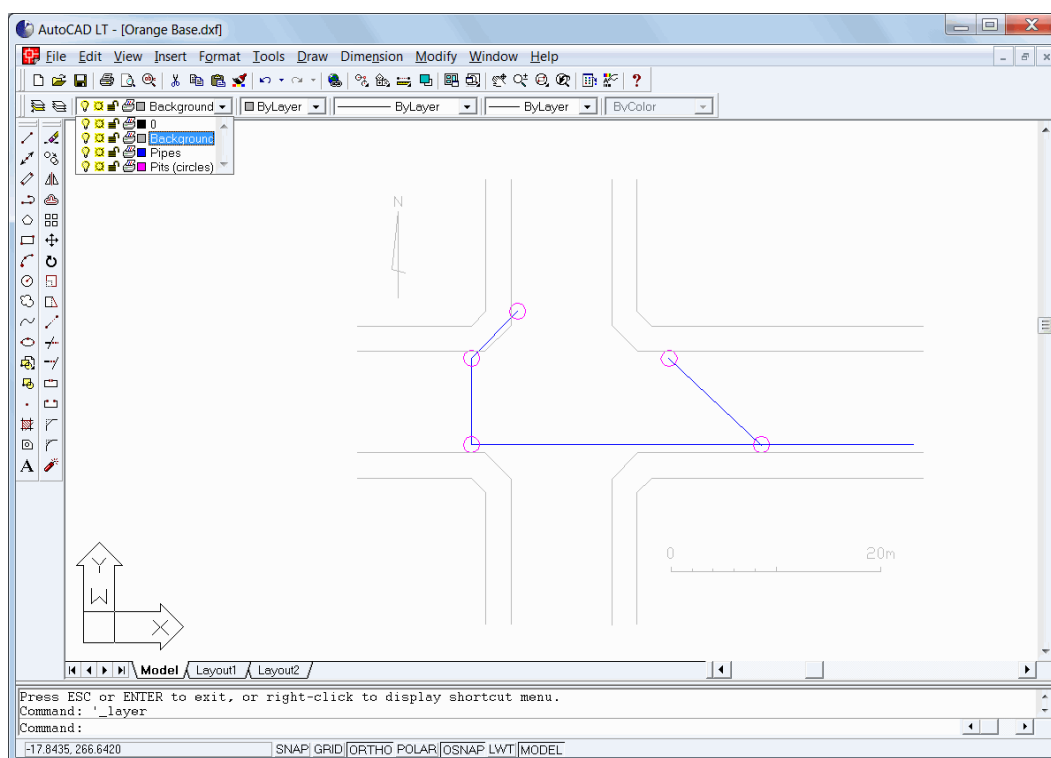 AutoCAD LT - [Orange Base.dxf]
File Edit View Insert Format Tools Draw Dimension Modify Window Help
Background ByLayer ByLayer ByLayer ByColor
0
Background
Pipes
Pits (circles)
N
0 20m
Y
W
X
A
Model Layout1 Layout2
Press ESC or ENTER to exit, or right-click to display shortcut menu.
Command: '_layer
Command:
-17.8435, 266.6420 SNAP GRID ORTHO POLAR OSNAP LWT MODEL